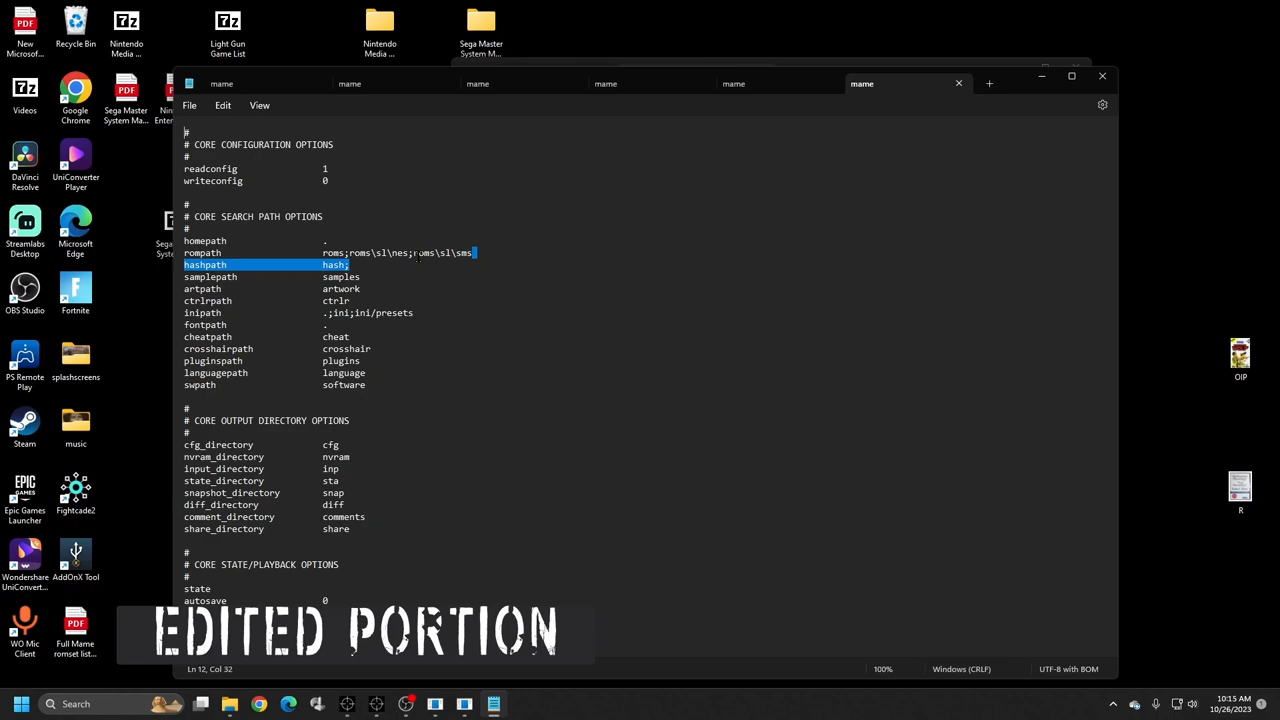 New
Microsof...
Recycle Bin
Nintendo
Media ...
Light Gun
Game List
Nintendo
Media ...
Sega Master
System M...
Videos
Google
Chrome
Sega Master
System Ma...
Nin
Enter
mame
mame
mame
mame
mame
mame
File
Edit
View
DaVinci
Resolve
UniConverter
Player
Streamlabs
Desktop
Microsoft
Edge
Seg
Syste
OBS Studio
Fortnite
PS Remote
Play
splashscreens
Steam
music
Epic Games
Launcher
Fightcade2
Wondershare
UniConvert...
AddOnX Tool
WO Mic
Client
Full Mame
romset list...
#
# CORE CONFIGURATION OPTIONS
#
readconfig 1
writeconfig 0
#
# CORE SEARCH PATH OPTIONS
#
homepath .
rompath roms;roms\sl\nes;roms\sl\sms
hashpath hash;
samplepath samples
artpath artwork
ctrlrpath ctrlr
inipath .;ini;ini/presets
fontpath .
cheatpath cheat
crosshairpath crosshair
pluginspath plugins
languagepath language
swpath software
#
# CORE OUTPUT DIRECTORY OPTIONS
#
cfg_directory cfg
nvram_directory nvram
input_directory inp
state_directory sta
snapshot_directory snap
diff_directory diff
comment_directory comments
share_directory share
#
# CORE STATE/PLAYBACK OPTIONS
#
state
autosave 0
EDITED PORTION
Ln 12, Col 32
100%
Windows (CRLF)
UTF-8 with BOM
OIP
R
Search
10:15 AM
10/26/2023